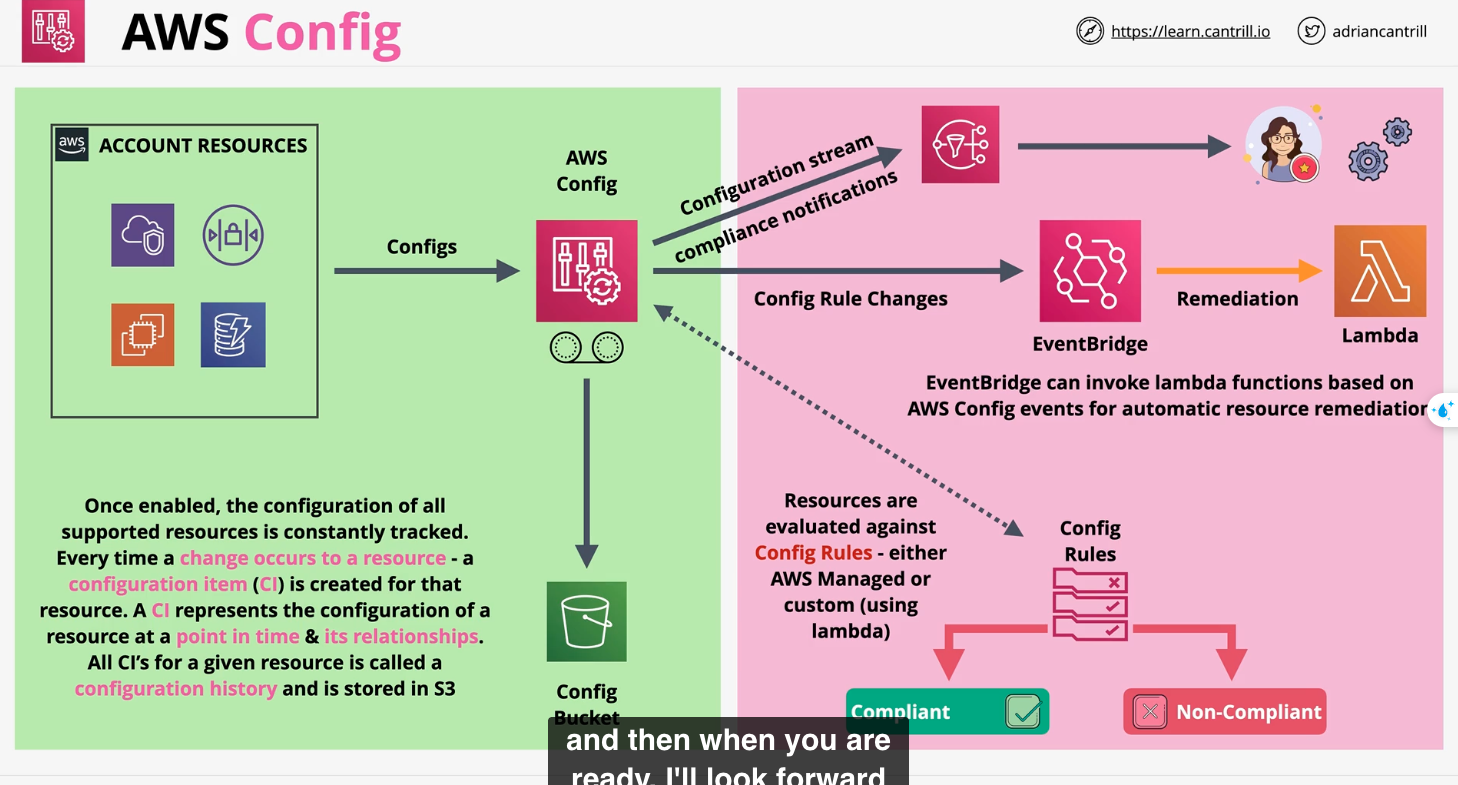 AWS Config
https://learn.cantrill.io
adriancantrill
aws
ACCOUNT RESOURCES
Configs
AWS
Config
Once enabled, the configuration of all
supported resources is constantly tracked.
Every time a change occurs to a resource - a
configuration item (CI) is created for that
resource. A CI represents the configuration of a
resource at a point in time & its relationships.
All CI's for a given resource is called a
configuration history and is stored in S3
Config
Bucket
Configuration stream
compliance notifications
Config Rule Changes
EventBridge
Remediation
Lambda
EventBridge can invoke lambda functions based on
AWS Config events for automatic resource remediation
Resources are
evaluated against
Config Rules - either
AWS Managed or
custom (using
lambda)
Config
Rules
Compliant
Non-Compliant
and then when you are
ready, I'll look forward